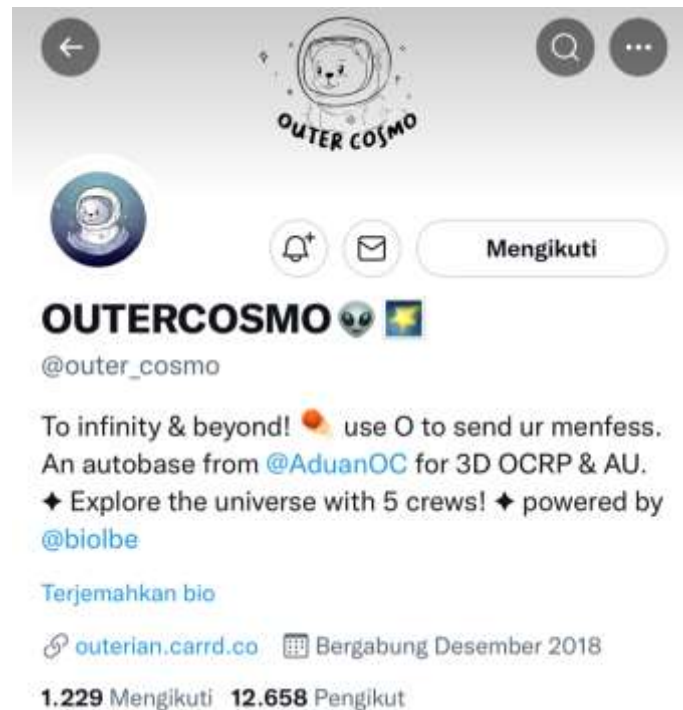 OUTER COSMO
Mengikuti
OUTERCOSMO👽🌠
@outer_cosmo
To infinity & beyond! ☄️ use O to send ur menfess.
An autobase from @AduanOC for 3D OCRP & AU.
✦ Explore the universe with 5 crews! ✦ powered by
@biolbe
Terjemahkan bio
outerian.carrd.co Bergabung Desember 2018
1.229 Mengikuti 12.658 Pengikut